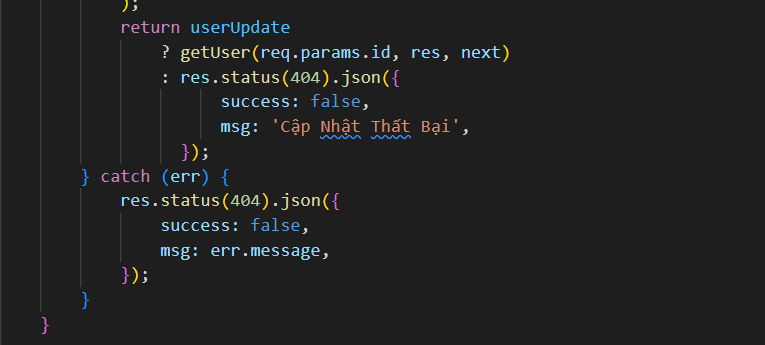 );
return userUpdate
? getUser(req.params.id, res, next)
: res.status(404).json({
success: false,
msg: 'Cập Nhật Thất Bại',
});
} catch (err) {
res.status(404).json({
success: false,
msg: err.message,
});
}
}